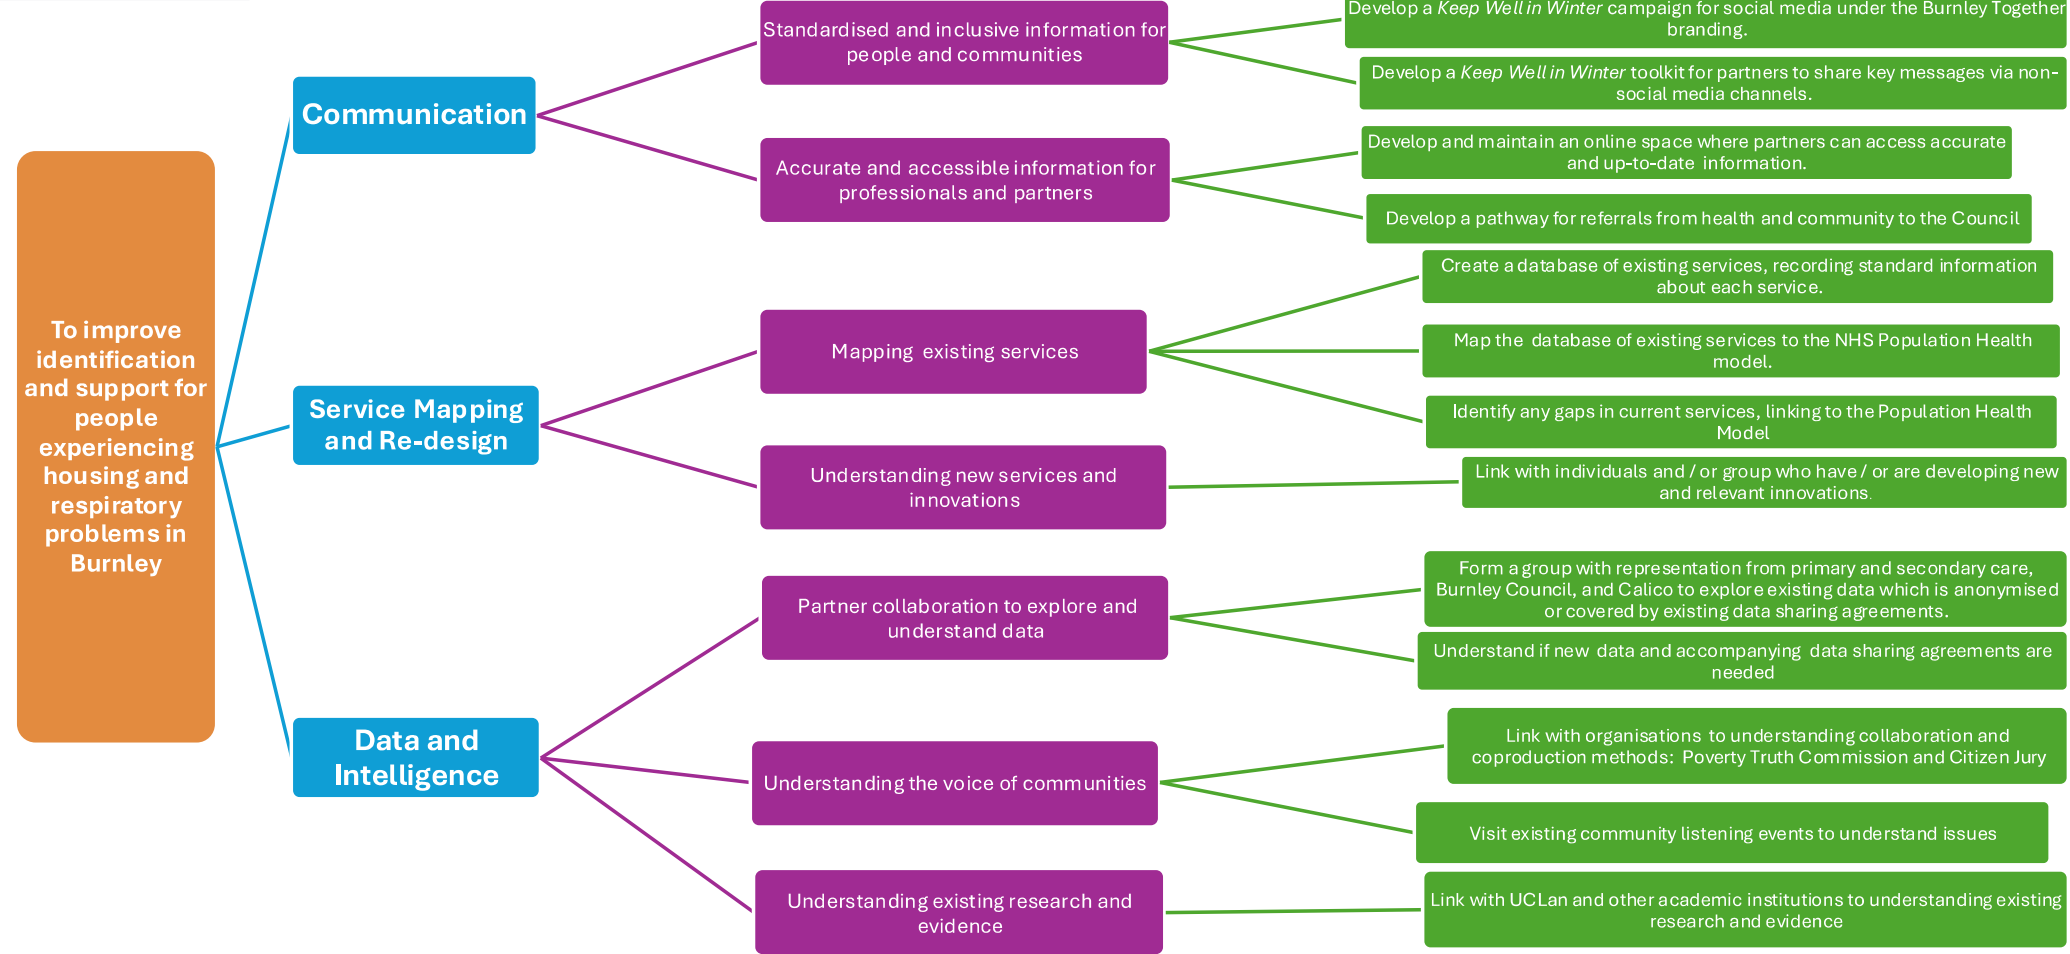 To improve
identification
and support for
people
experiencing
housing and
respiratory
problems in
Burnley
Communication
Standardised and inclusive information for
people and communities
Develop a Keep Well in Winter campaign for social media under the Burnley Together
branding.
Develop a Keep Well in Winter toolkit for partners to share key messages via non-
social media channels.
Accurate and accessible information for
professionals and partners
Develop and maintain an online space where partners can access accurate
and up-to-date information.
Develop a pathway for referrals from health and community to the Council
Service Mapping
and Re-design
Mapping existing services
Create a database of existing services, recording standard information
about each service.
Map the database of existing services to the NHS Population Health
model.
Identify any gaps in current services, linking to the Population Health
Model
Understanding new services and
innovations
Link with individuals and / or group who have / or are developing new
and relevant innovations.
Data and
Intelligence
Partner collaboration to explore and
understand data
Form a group with representation from primary and secondary care,
Burnley Council, and Calico to explore existing data which is anonymised
or covered by existing data sharing agreements.
Understand if new data and accompanying data sharing agreements are
needed
Understanding the voice of communities
Link with organisations to understanding collaboration and
coproduction methods: Poverty Truth Commission and Citizen Jury
Visit existing community listening events to understand issues
Understanding existing research and
evidence
Link with UCLan and other academic institutions to understanding existing
research and evidence